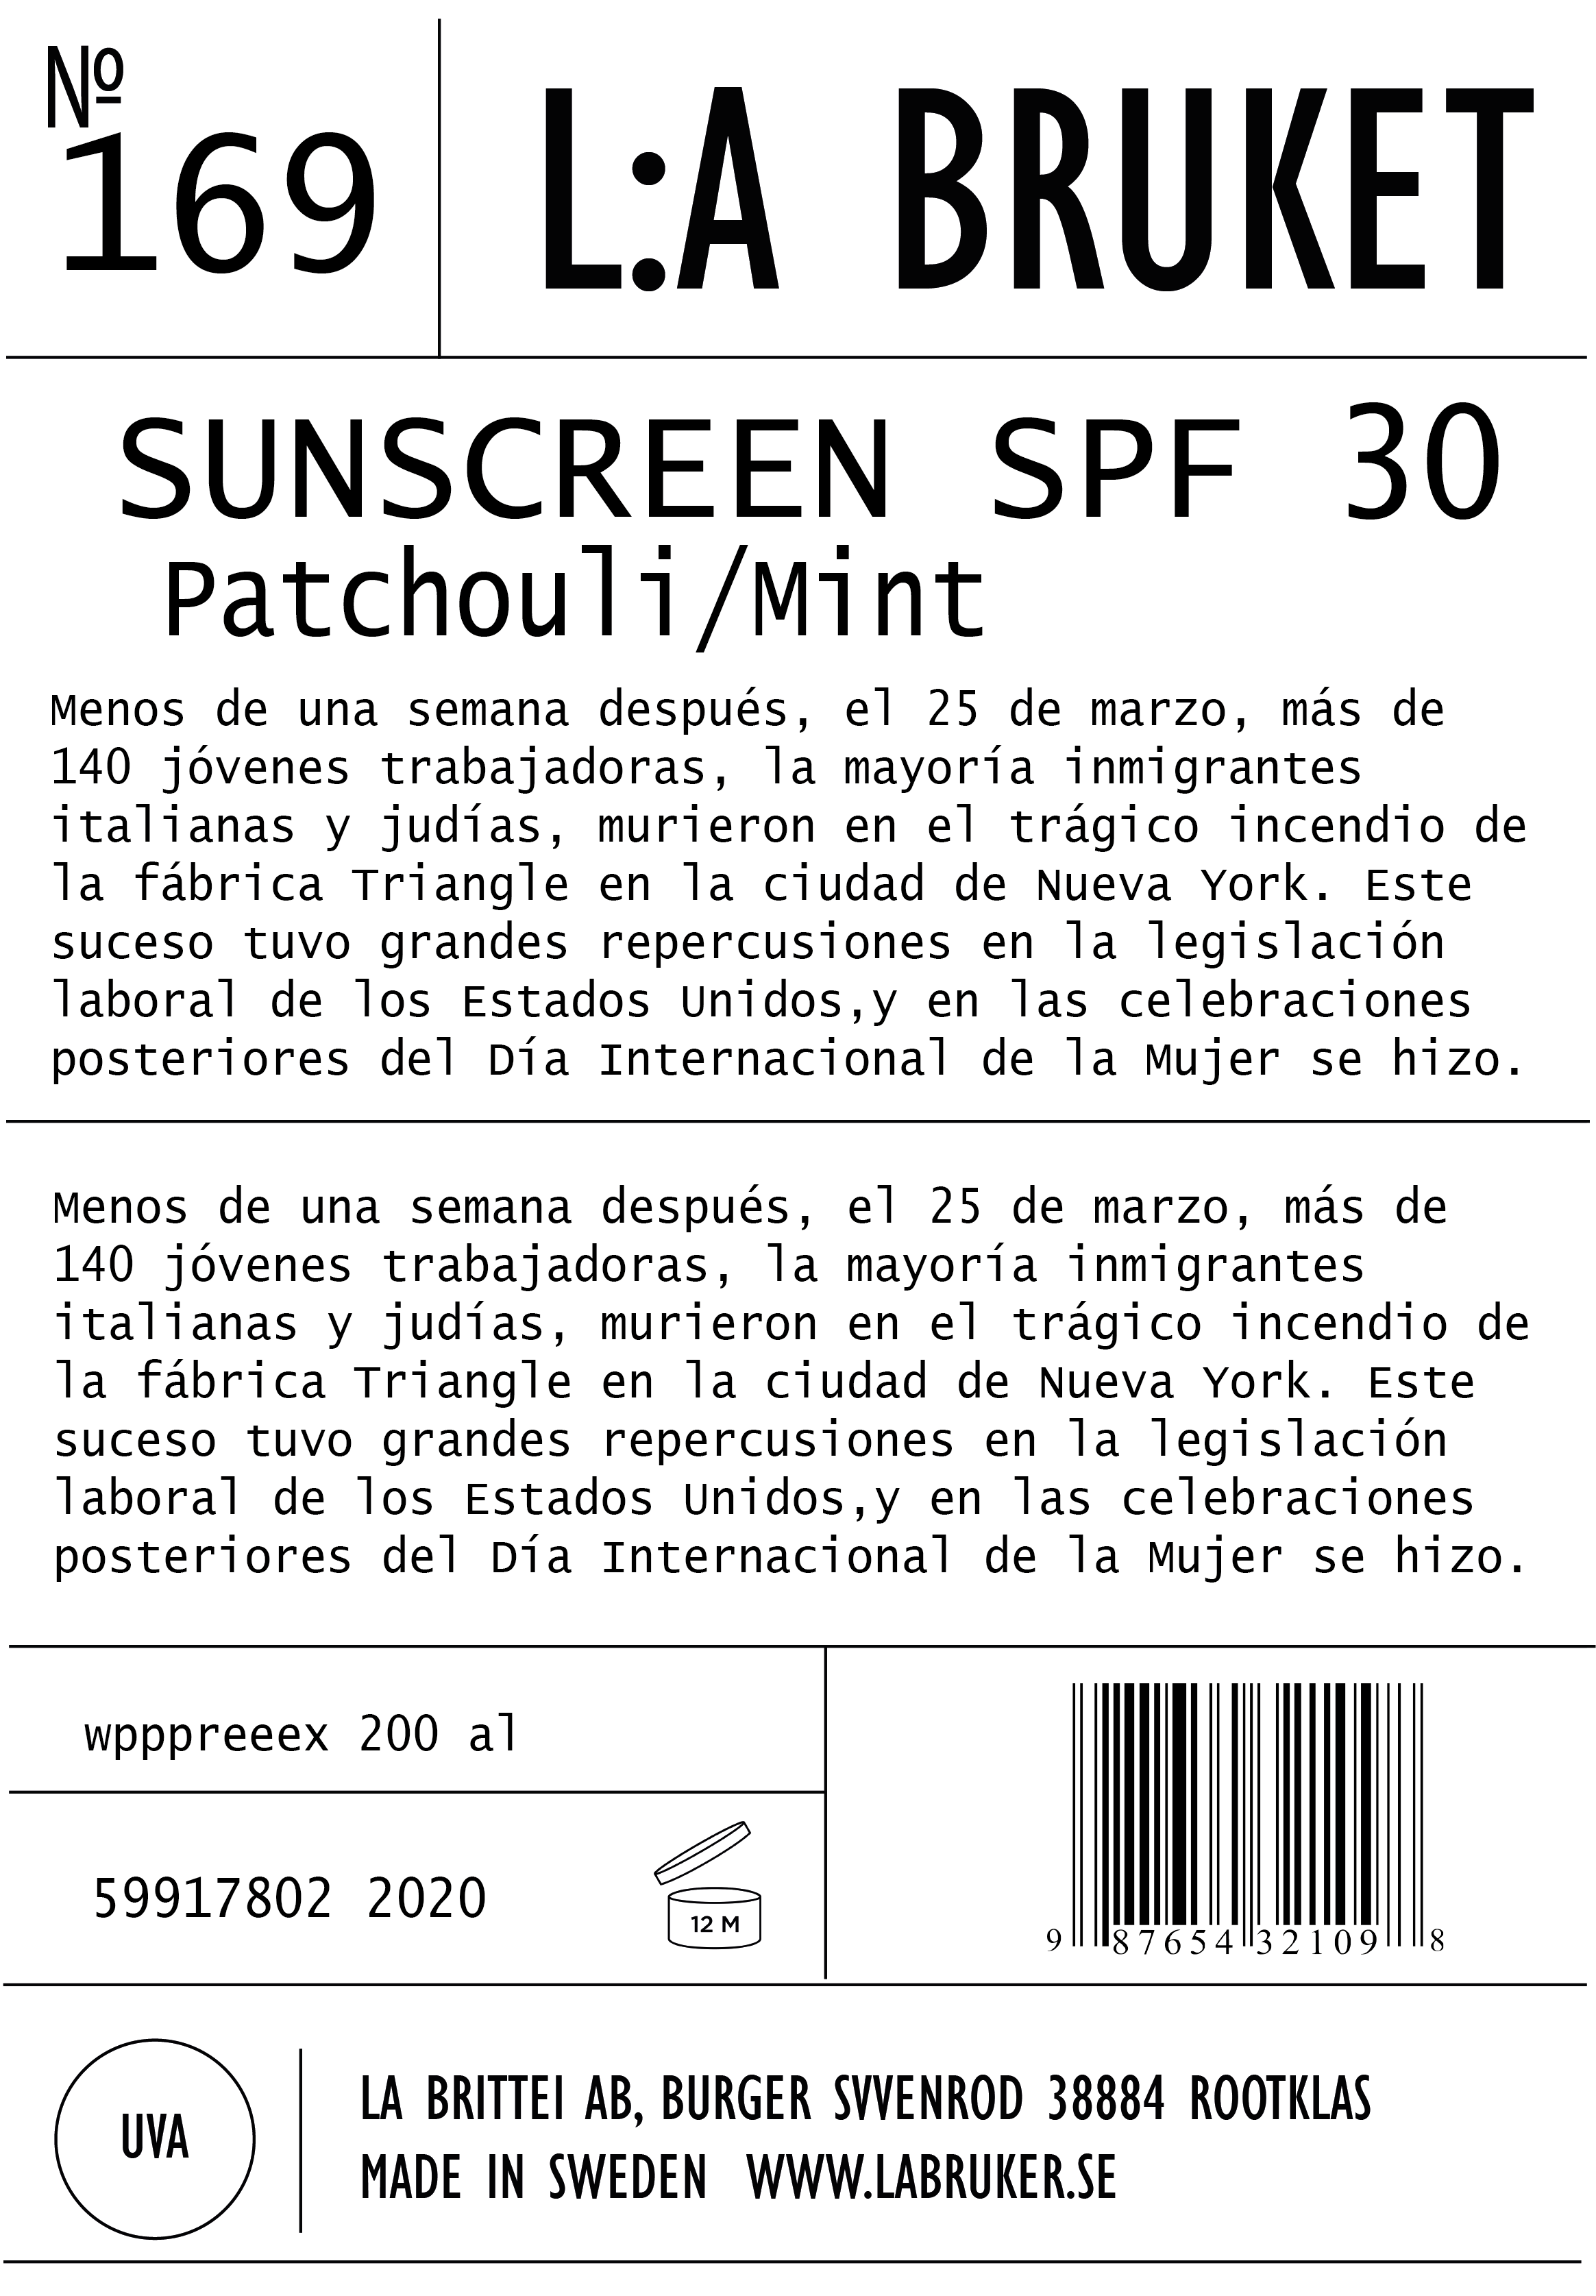 Nº
169
L:A BRUKET
SUNSCREEN SPF 30
Patchouli/Mint
Menos de una semana después, el 25 de marzo, más de
140 jóvenes trabajadoras, la mayoría inmigrantes
italianas y judías, murieron en el trágico incendio de
la fábrica Triangle en la ciudad de Nueva York. Este
suceso tuvo grandes repercusiones en la legislación
laboral de los Estados Unidos,y en las celebraciones
posteriores del Día Internacional de la Mujer se hizo.
Menos de una semana después, el 25 de marzo, más de
140 jóvenes trabajadoras, la mayoría inmigrantes
italianas y judías, murieron en el trágico incendio de
la fábrica Triangle en la ciudad de Nueva York. Este
suceso tuvo grandes repercusiones en la legislación
laboral de los Estados Unidos,y en las celebraciones
posteriores del Día Internacional de la Mujer se hizo.
wpppreeex 200 al
59917802 2020
12 M
9 87654 32109 8
UVA
LA BRITTEI AB, BURGER SVVENROD 38884 ROOTKLAS
MADE IN SWEDEN WWW.LABRUKER.SE